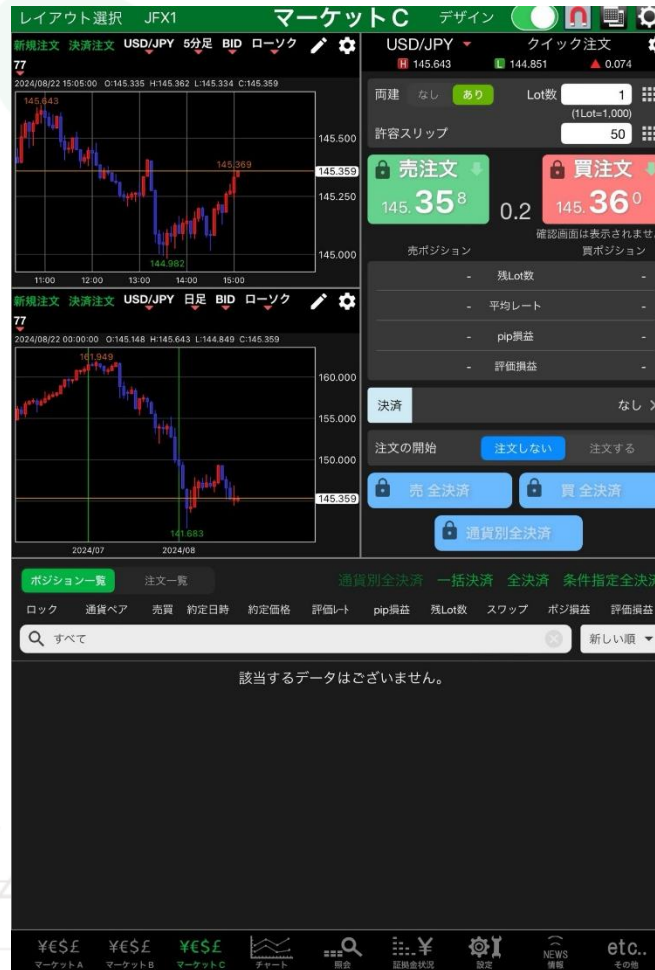 レイアウト選択 JFX1 マーケットC デザイン
新規注文 決済注文 USD/JPY 5分足 BID ローソク
77
2024/08/22 15:05:00 O:145.335 H:145.362 L:145.334 C:145.359
145.643
145.500
145.369
145.359
145.250
145.000
144.982
11:00 12:00 13:00 14:00 15:00
新規注文 決済注文 USD/JPY 日足 BID ローソク
77
2024/08/22 00:00:00 O:145.148 H:145.643 L:144.849 C:145.359
161.949
160.000
155.000
150.000
145.359
141.683
2024/07 2024/08
USD/JPY クイック注文
H 145.643 L 144.851 0.074
両建 なし あり Lot数 1
(1Lot=1,000)
許容スリップ 50
売注文 買注文
145.358 0.2 145.360
確認画面は表示されませ
売ポジション 買ポジション
- 残Lot数 -
- 平均レート -
- pip損益 -
- 評価損益 -
決済 なし
注文の開始 注文しない 注文する
売 全決済 買 全決済
通貨別全決済
ポジション一覧 注文一覧 通貨別全決済 一括決済 全決済 条件指定全決済
ロック 通貨ペア 売買 約定日時 約定価格 評価ﾚｰﾄ pip損益 残Lot数 スワップ ポジ損益 評価損益
すべて 新しい順
該当するデータはございません。
¥€$£ ¥€$£ ¥€$£ ¥ NEWS etc..
マーケットA マーケットB マーケットC チャート 照会 証拠金状況 設定 情報 その他